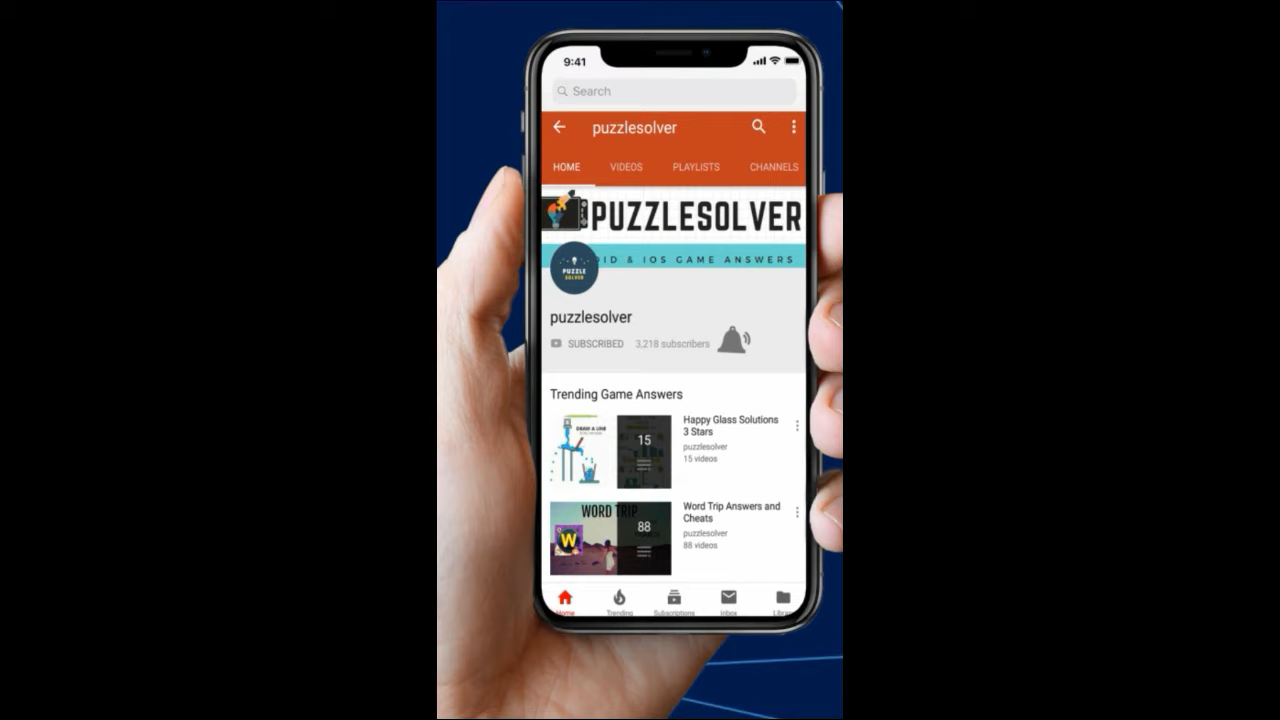 9:41
Search
puzzlesolver
HOME VIDEOS PLAYLISTS CHANNELS
PUZZLESOLVER
OID & IOS GAME ANSWERS
PUZZLE
SOLVER
puzzlesolver
SUBSCRIBED 3,218 subscribers
Trending Game Answers
DRAW A LINE
15
Happy Glass Solutions
3 Stars
puzzlesolver
15 videos
WORD TRIP
W
88
Word Trip Answers and
Cheats
puzzlesolver
88 videos
Home Trending Subscriptions Inbox